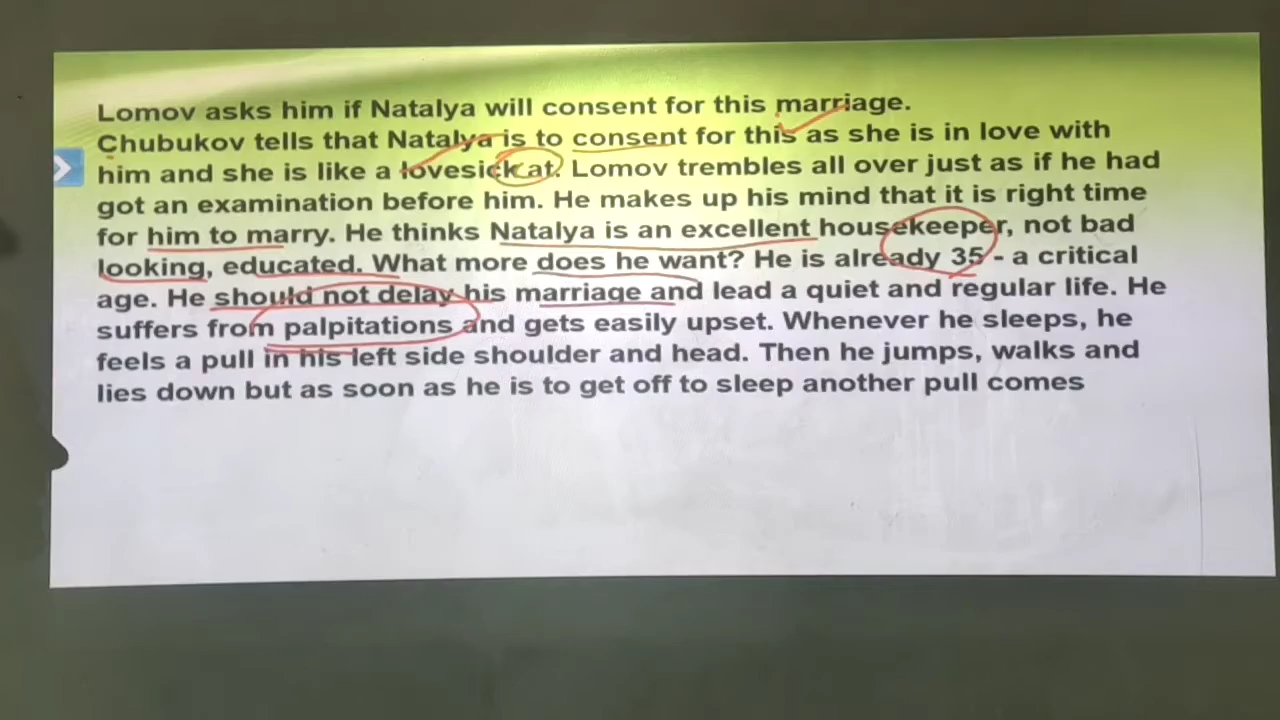 Lomov asks him if Natalya will consent for this marriage.
Chubukov tells that Natalya is to consent for this as she is in love with
him and she is like a lovesick cat. Lomov trembles all over just as if he had
got an examination before him. He makes up his mind that it is right time
for him to marry. He thinks Natalya is an excellent housekeeper, not bad
looking, educated. What more does he want? He is already 35 - a critical
age. He should not delay his marriage and lead a quiet and regular life. He
suffers from palpitations and gets easily upset. Whenever he sleeps, he
feels a pull in his left side shoulder and head. Then he jumps, walks and
lies down but as soon as he is to get off to sleep another pull comes